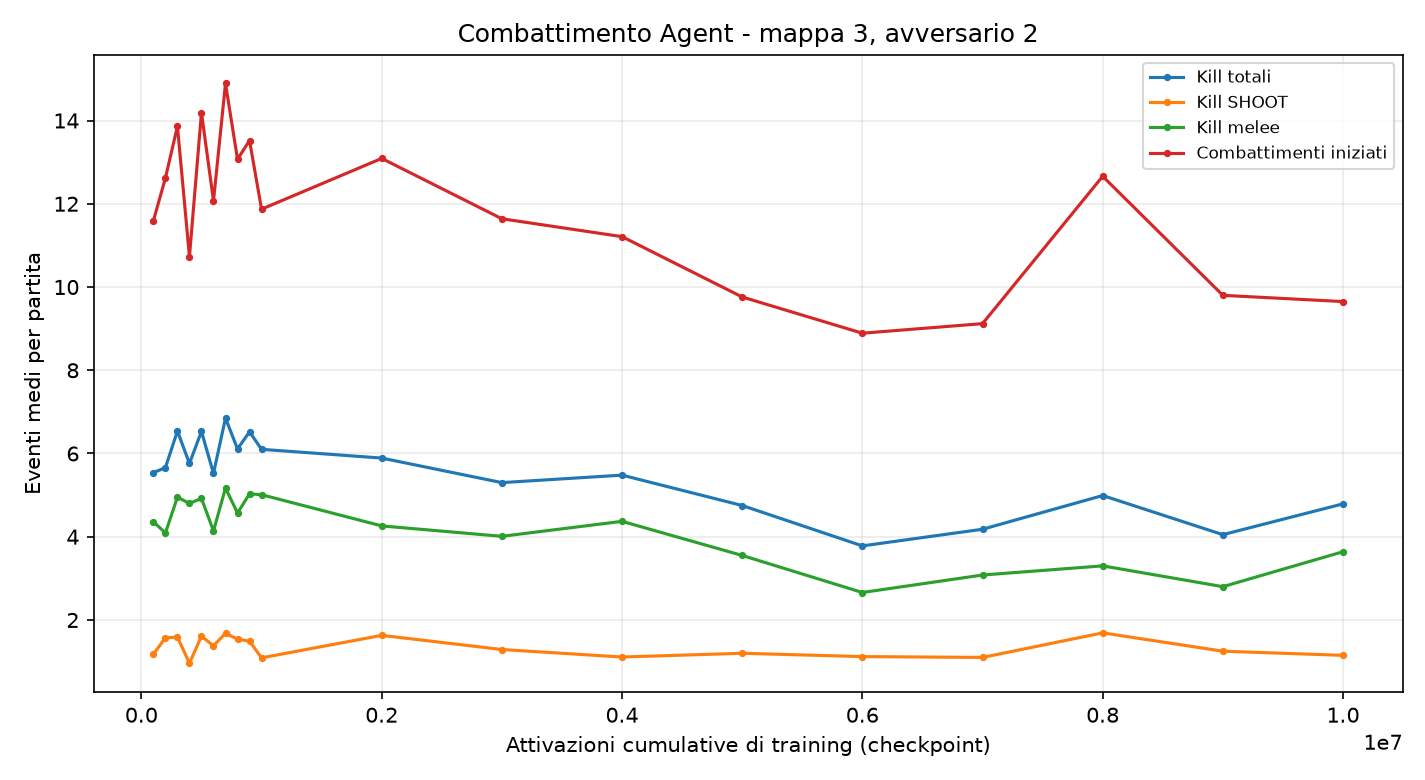 Combattimento Agent - mappa 3, avversario 2
Kill totali
Kill SHOOT
Kill melee
Combattimenti iniziati
Eventi medi per partita
14
12
10
8
6
4
2
0.0 0.2 0.4 0.6 0.8 1.0
1e7
Attivazioni cumulative di training (checkpoint)